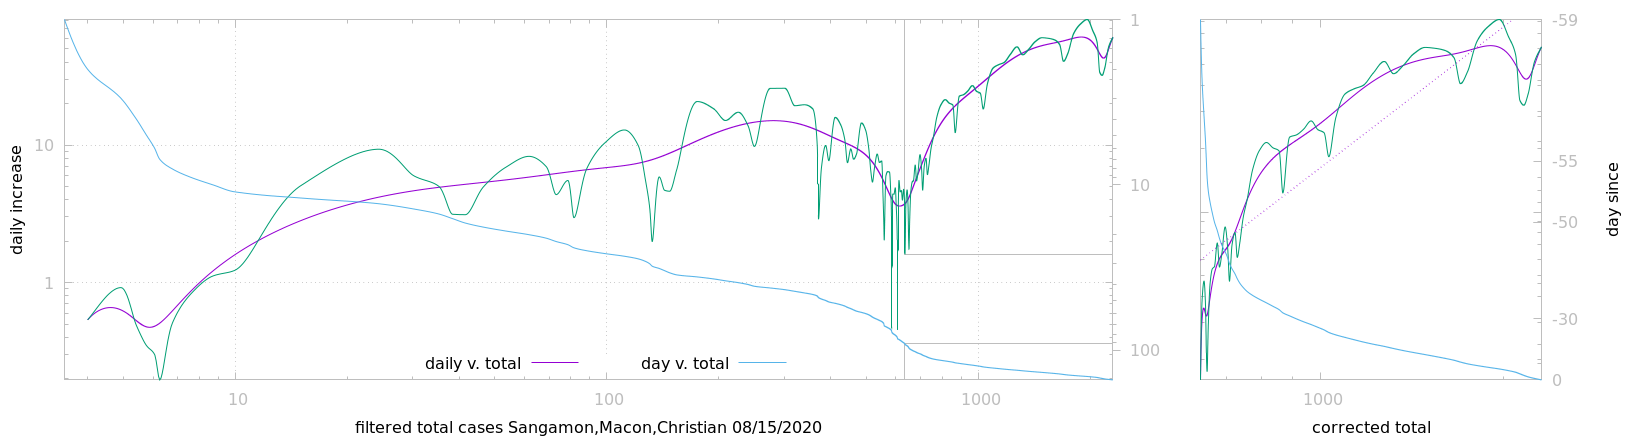 daily increase
10
1
daily v. total
day v. total
10
100
1000
1
10
100
filtered total cases Sangamon,Macon,Christian 08/15/2020
-59
-55
-50
-30
0
day since
1000
corrected total